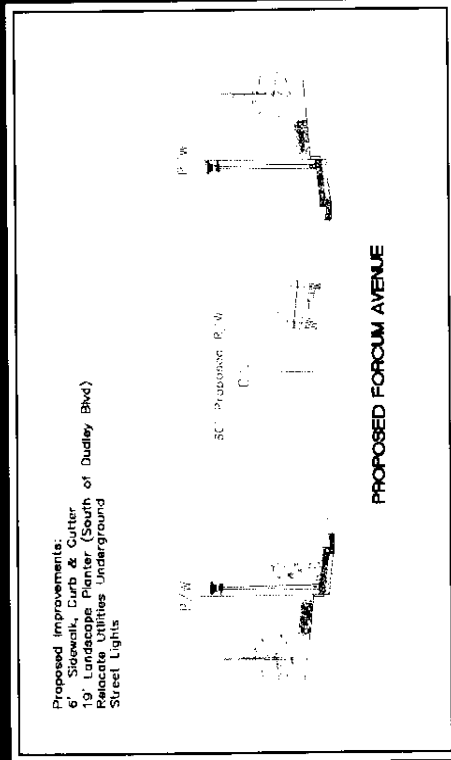 Proposed Improvements:
6' Sidewalk, Curb & Gutter
19' Landscape Planter (South of Dudley Blvd)
Relocate Utilities Underground
Street Lights
R/W
Proposed R/W
R/W
PROPOSED FORCUM AVENUE